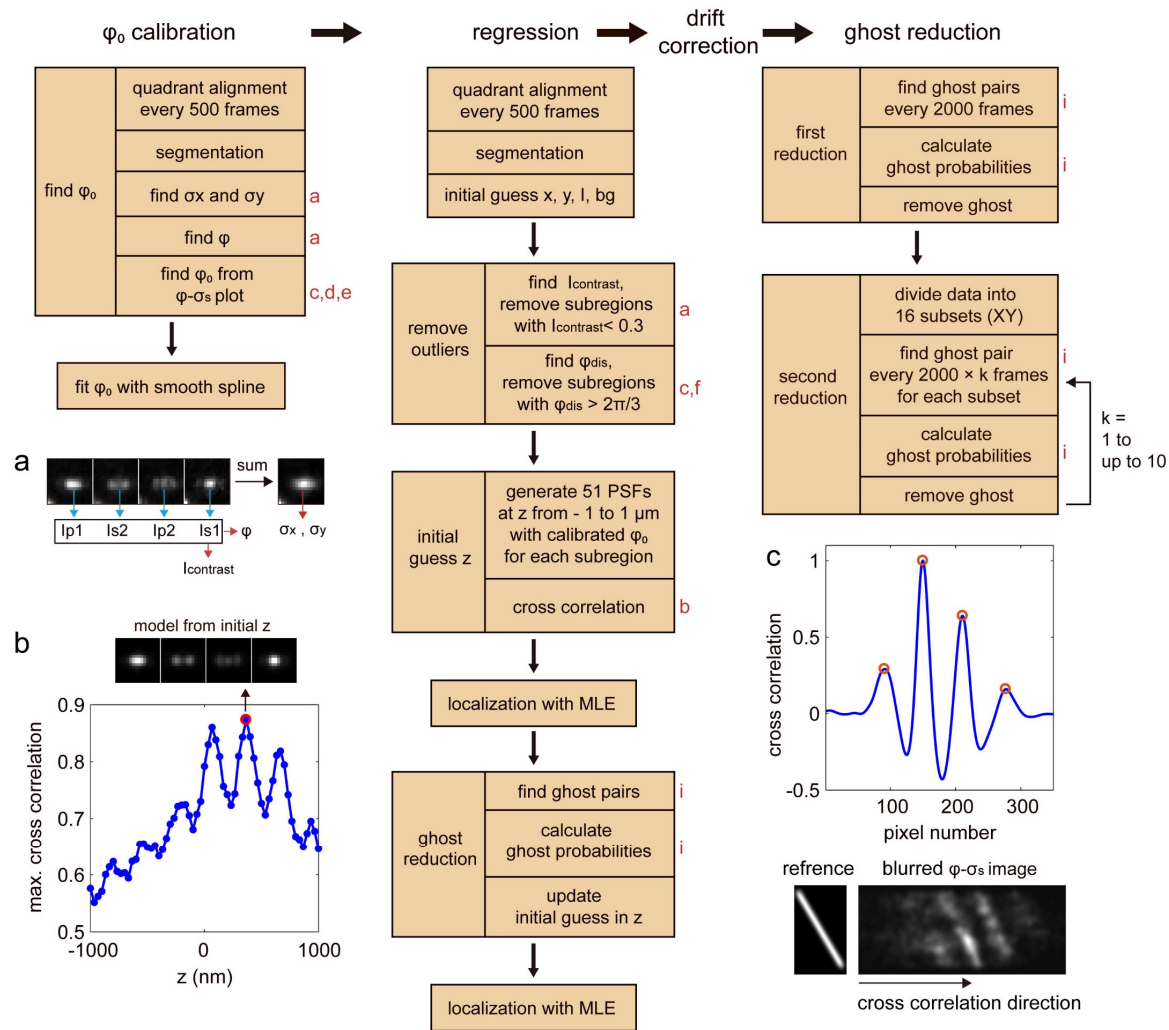 φ₀ calibration
regression
drift
correction
ghost reduction
find φ₀
quadrant alignment
every 500 frames
segmentation
find σx and σy
a
find φ
a
find φ₀ from
φ-σs plot
c,d,e
fit φ₀ with smooth spline
quadrant alignment
every 500 frames
segmentation
initial guess x, y, I, bg
remove
outliers
find Icontrast,
remove subregions
with Icontrast< 0.3
a
find φdis,
remove subregions
with φdis > 2π/3
c,f
initial
guess z
generate 51 PSFs
at z from - 1 to 1 µm
with calibrated φ₀
for each subregion
cross correlation
b
localization with MLE
ghost
reduction
find ghost pairs
i
calculate
ghost probabilities
i
update
initial guess in z
localization with MLE
first
reduction
find ghost pairs
every 2000 frames
i
calculate
ghost probabilities
i
remove ghost
second
reduction
divide data into
16 subsets (XY)
find ghost pair
every 2000 × k frames
for each subset
i
calculate
ghost probabilities
i
remove ghost
k =
1 to
up to 10
a
sum
Ip1
Is2
Ip2
Is1
φ
σx , σy
Icontrast
b
model from initial z
max. cross correlation
0.9
0.8
0.7
0.6
0.5
-1000
0
1000
z (nm)
c
cross correlation
1
0.5
0
-0.5
100
200
300
pixel number
refrence
blurred φ-σs image
cross correlation direction